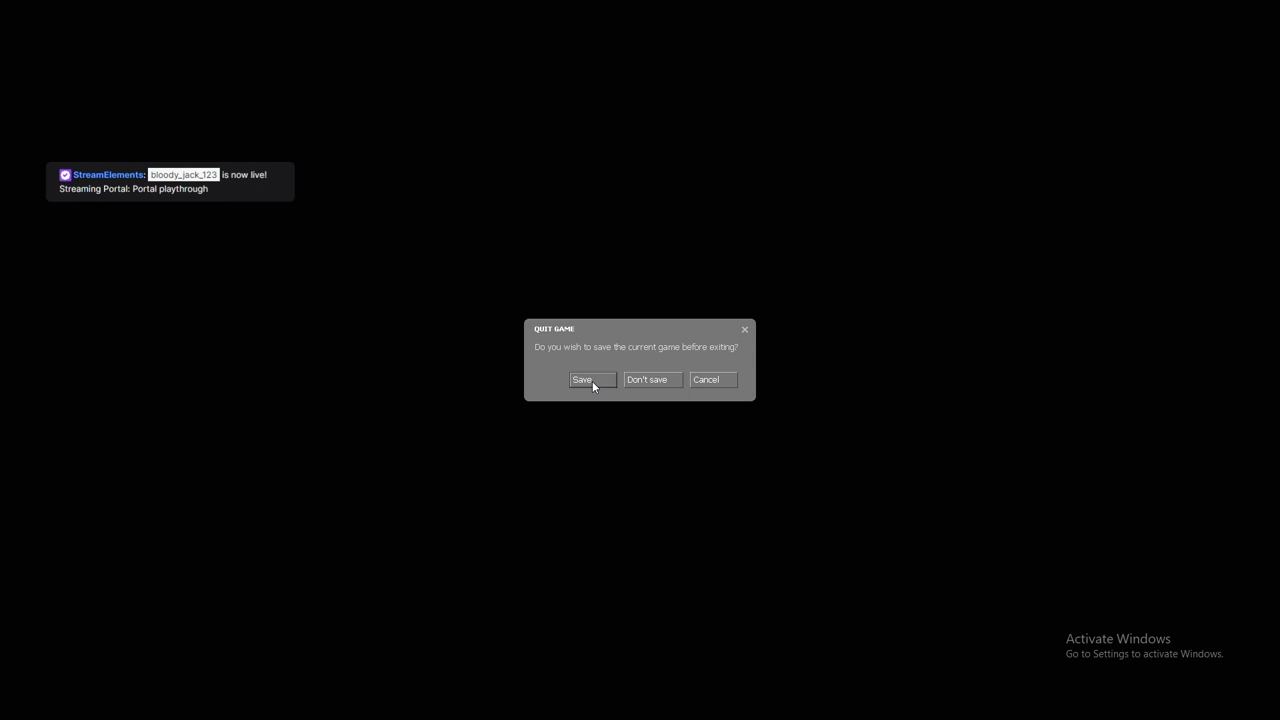 StreamElements: bloody_jack_123 is now live!
Streaming Portal: Portal playthrough
QUIT GAME
Do you wish to save the current game before exiting?
Save
Don't save
Cancel
Activate Windows
Go to Settings to activate Windows.